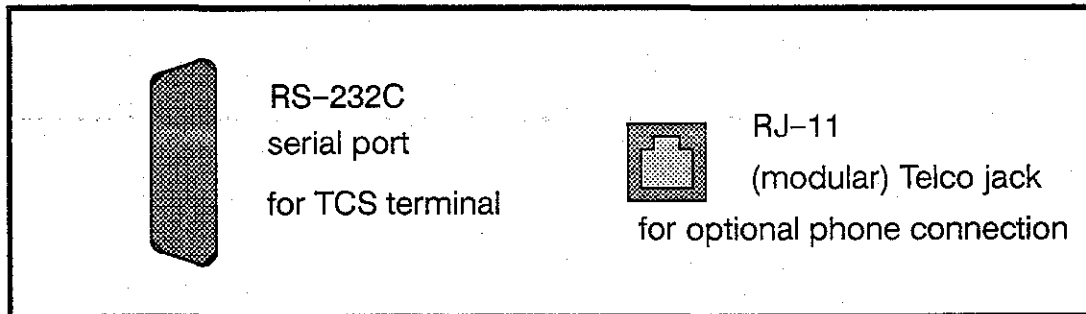 RS-232C
serial port
for TCS terminal
RJ-11
(modular) Telco jack
for optional phone connection